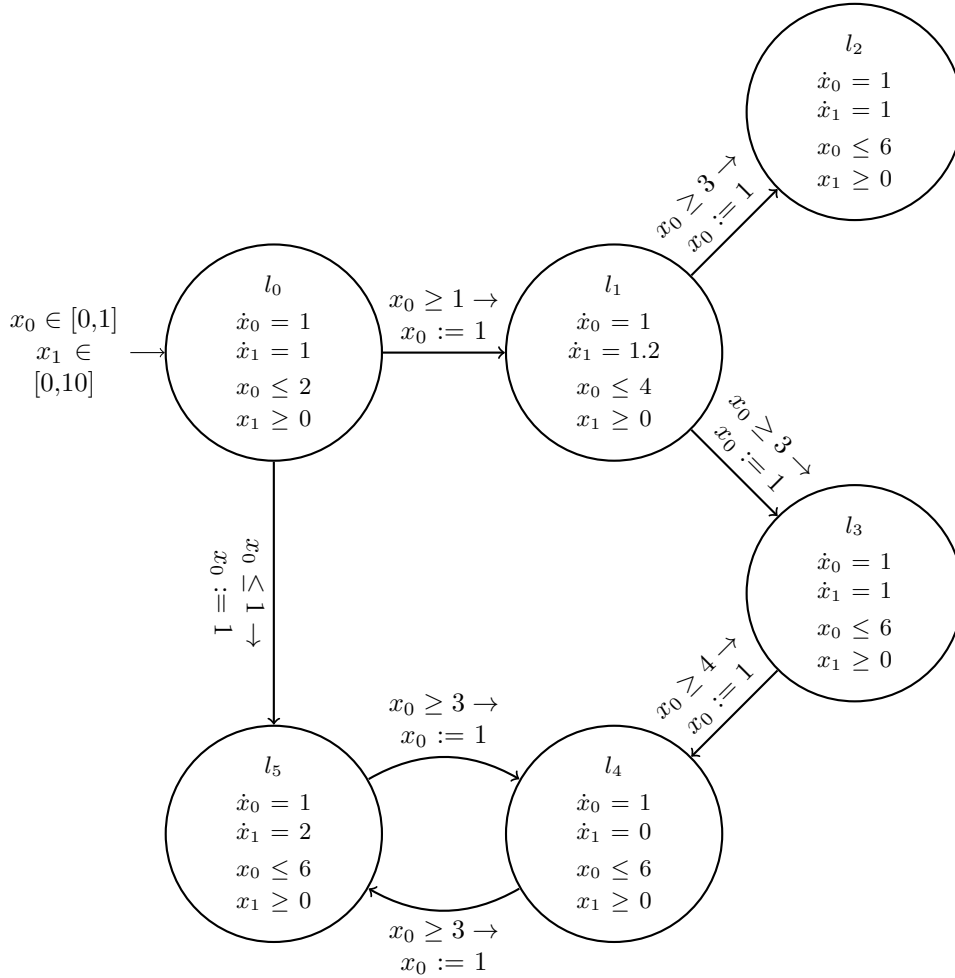 l₂
ẋ₀ = 1
ẋ₁ = 1
x₀ ≤ 6
x₁ ≥ 0
x₀ ≥ 3 →
x₀ := 1
x₀ ∈ [0,1]
x₁ ∈
[0,10]
l₀
ẋ₀ = 1
ẋ₁ = 1
x₀ ≤ 2
x₁ ≥ 0
x₀ ≥ 1 →
x₀ := 1
l₁
ẋ₀ = 1
ẋ₁ = 1.2
x₀ ≤ 4
x₁ ≥ 0
x₀ ≥ 3 →
x₀ := 1
l₃
ẋ₀ = 1
ẋ₁ = 1
x₀ ≤ 6
x₁ ≥ 0
x₀ ≤ 1 →
x₀ := 1
x₀ ≥ 4 →
x₀ := 1
l₅
ẋ₀ = 1
ẋ₁ = 2
x₀ ≤ 6
x₁ ≥ 0
x₀ ≥ 3 →
x₀ := 1
l₄
ẋ₀ = 1
ẋ₁ = 0
x₀ ≤ 6
x₁ ≥ 0
x₀ ≥ 3 →
x₀ := 1